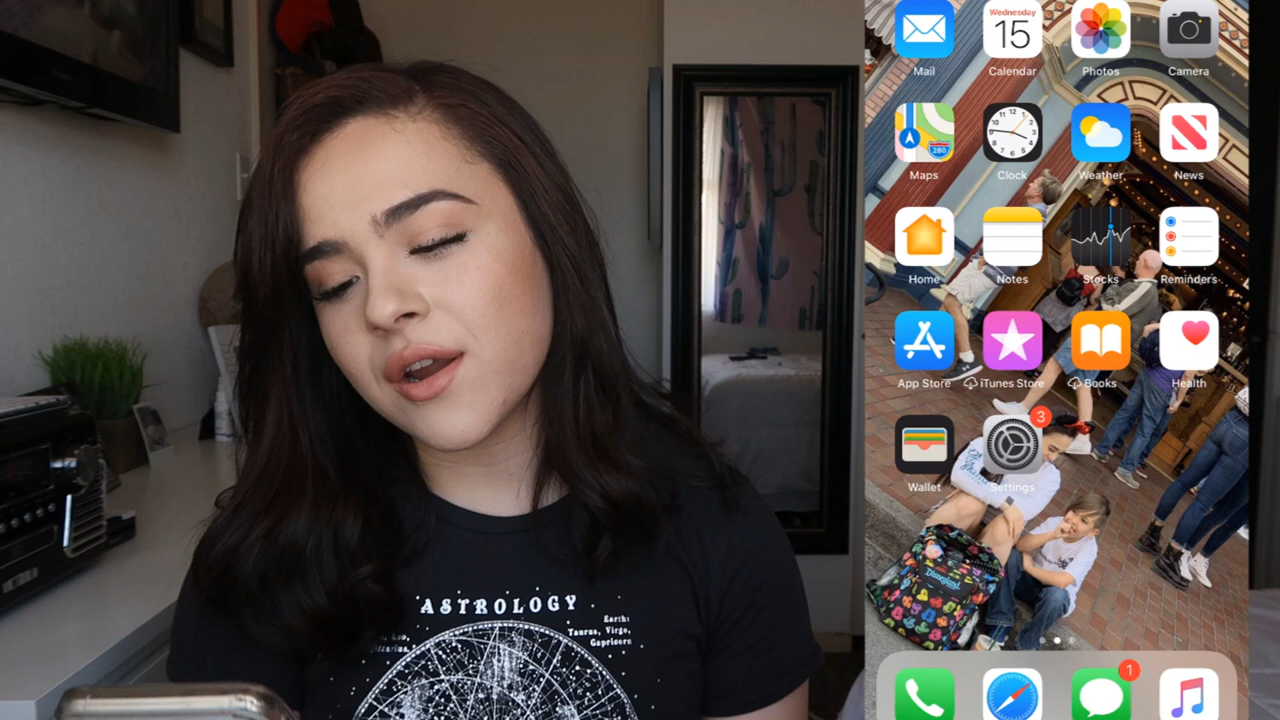 ASTROLOGY
Earth:
Taurus, Virgo,
Capricorn
Wednesday
15
Mail
Calendar
Photos
Camera
280
Maps
Clock
Weather
News
Home
Notes
Stocks
Reminders
App Store
iTunes Store
Books
Health
3
Wallet
Settings
Disneyland
1